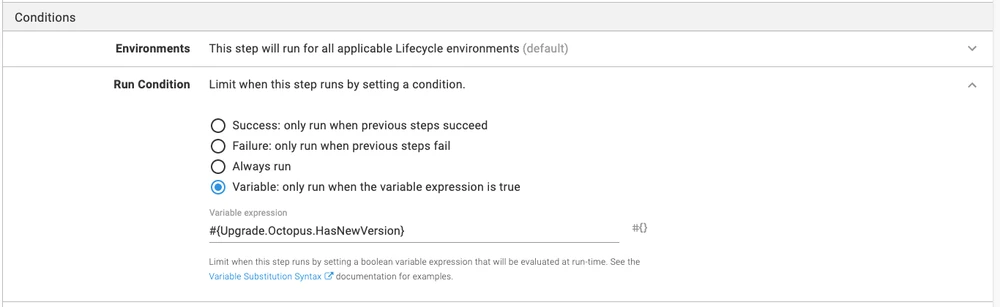 Conditions
Environments This step will run for all applicable Lifecycle environments (default)
Run Condition Limit when this step runs by setting a condition.
Success: only run when previous steps succeed
Failure: only run when previous steps fail
Always run
Variable: only run when the variable expression is true
Variable expression
#{Upgrade.Octopus.HasNewVersion} #{}
Limit when this step runs by setting a boolean variable expression that will be evaluated at run-time. See the
Variable Substitution Syntax documentation for examples.